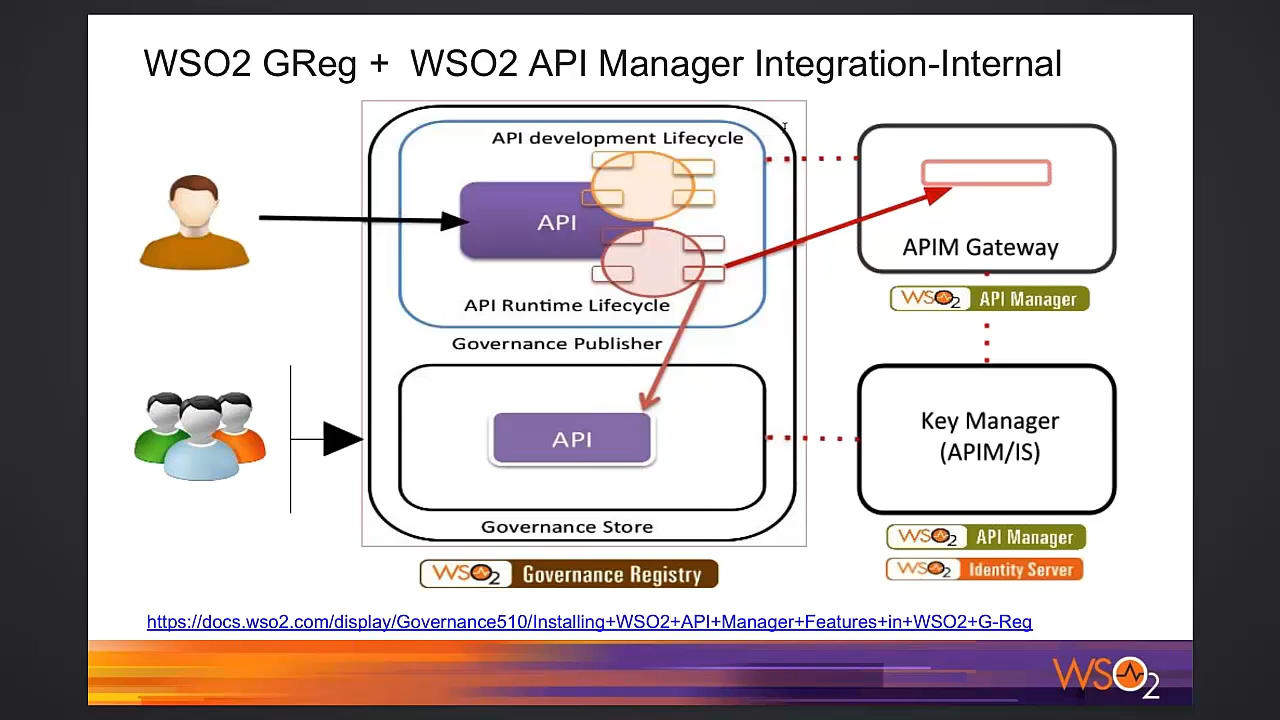 WSO2 GReg + WSO2 API Manager Integration-Internal
API development Lifecycle
API
API Runtime Lifecycle
Governance Publisher
API
Governance Store
WSO2 Governance Registry
APIM Gateway
WSO2 API Manager
Key Manager
(APIM/IS)
WSO2 API Manager
WSO2 Identity Server
https://docs.wso2.com/display/Governance510/Installing+WSO2+API+Manager+Features+in+WSO2+G-Reg
WSO2